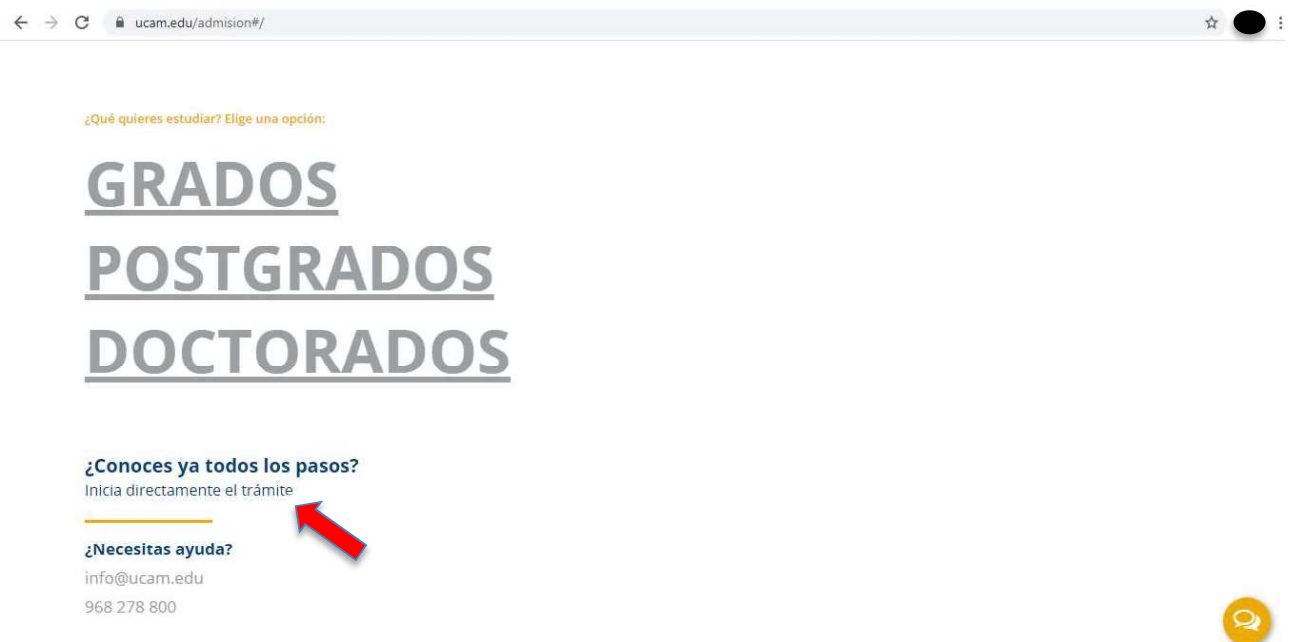 ucam.edu/admision#/
¿Qué quieres estudiar? Elige una opción:
GRADOS
POSTGRADOS
DOCTORADOS
¿Conoces ya todos los pasos?
Inicia directamente el trámite
¿Necesitas ayuda?
info@ucam.edu
968 278 800